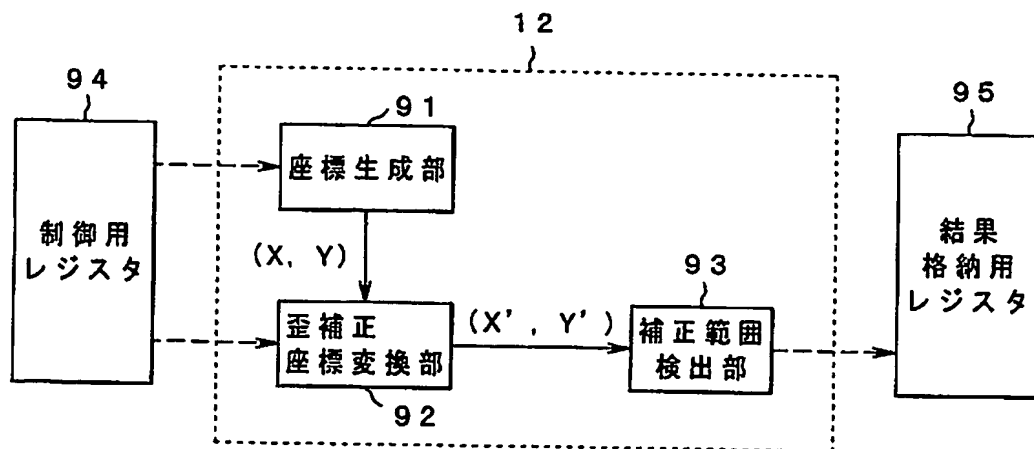 12
94
91
95
座標生成部
制御用
レジスタ
(X, Y)
93
結果
格納用
レジスタ
歪補正
座標変換部
(X', Y')
補正範囲
検出部
92